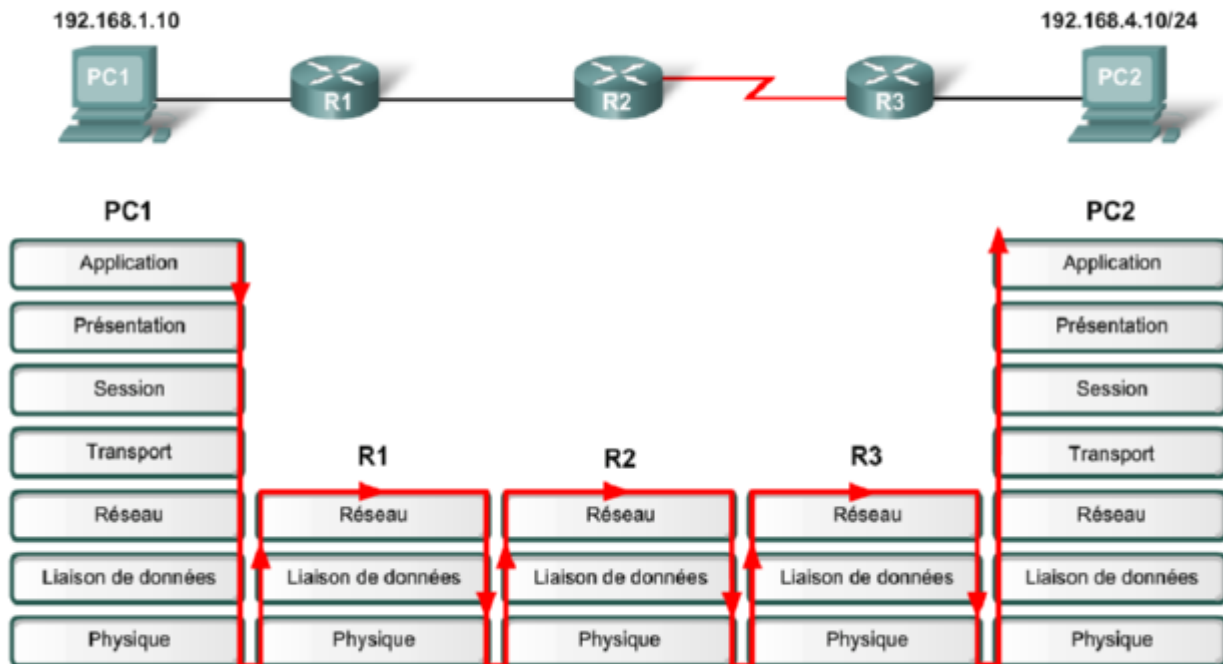 192.168.1.10
192.168.4.10/24
PC1
R1
R2
R3
PC2
PC1
PC2
Application
Application
Présentation
Présentation
Session
Session
Transport
R1
R2
R3
Transport
Réseau
Réseau
Réseau
Réseau
Réseau
Liaison de données
Liaison de données
Liaison de données
Liaison de données
Liaison de données
Physique
Physique
Physique
Physique
Physique